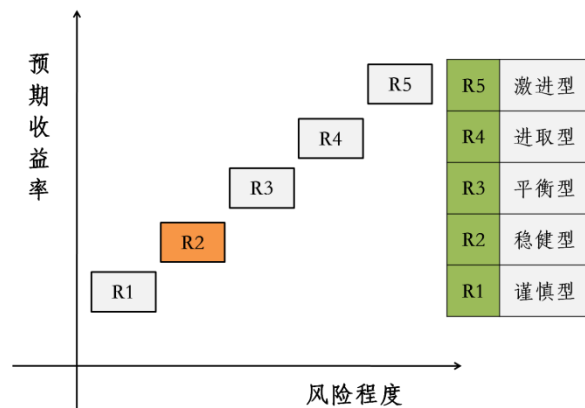 预期收益率
R5
R4
R3
R2
R1
风险程度
R5 激进型
R4 进取型
R3 平衡型
R2 稳健型
R1 谨慎型